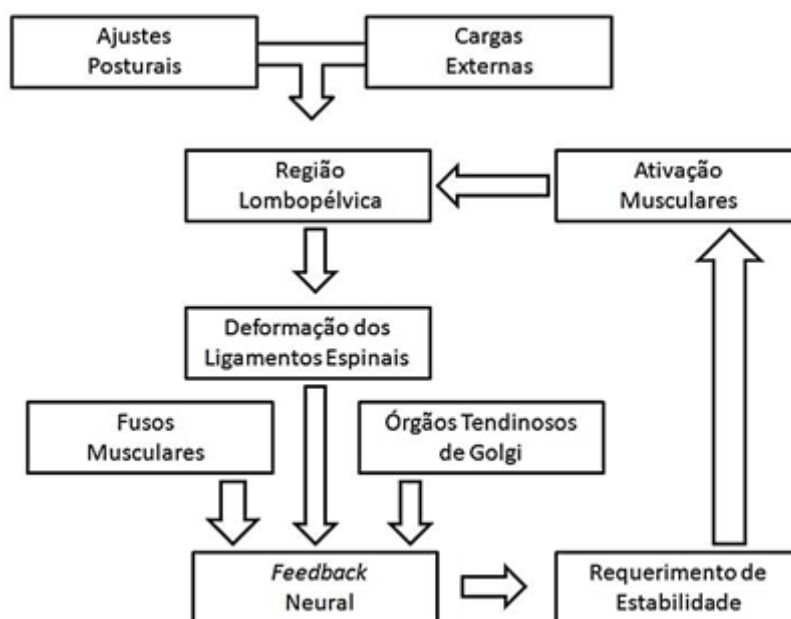 Ajustes
Posturais
Cargas
Externas
Região
Lombopélvica
Ativação
Musculares
Deformação dos
Ligamentos Espinais
Fusos
Musculares
Órgãos Tendinosos
de Golgi
Feedback
Neural
Requerimento de
Estabilidade